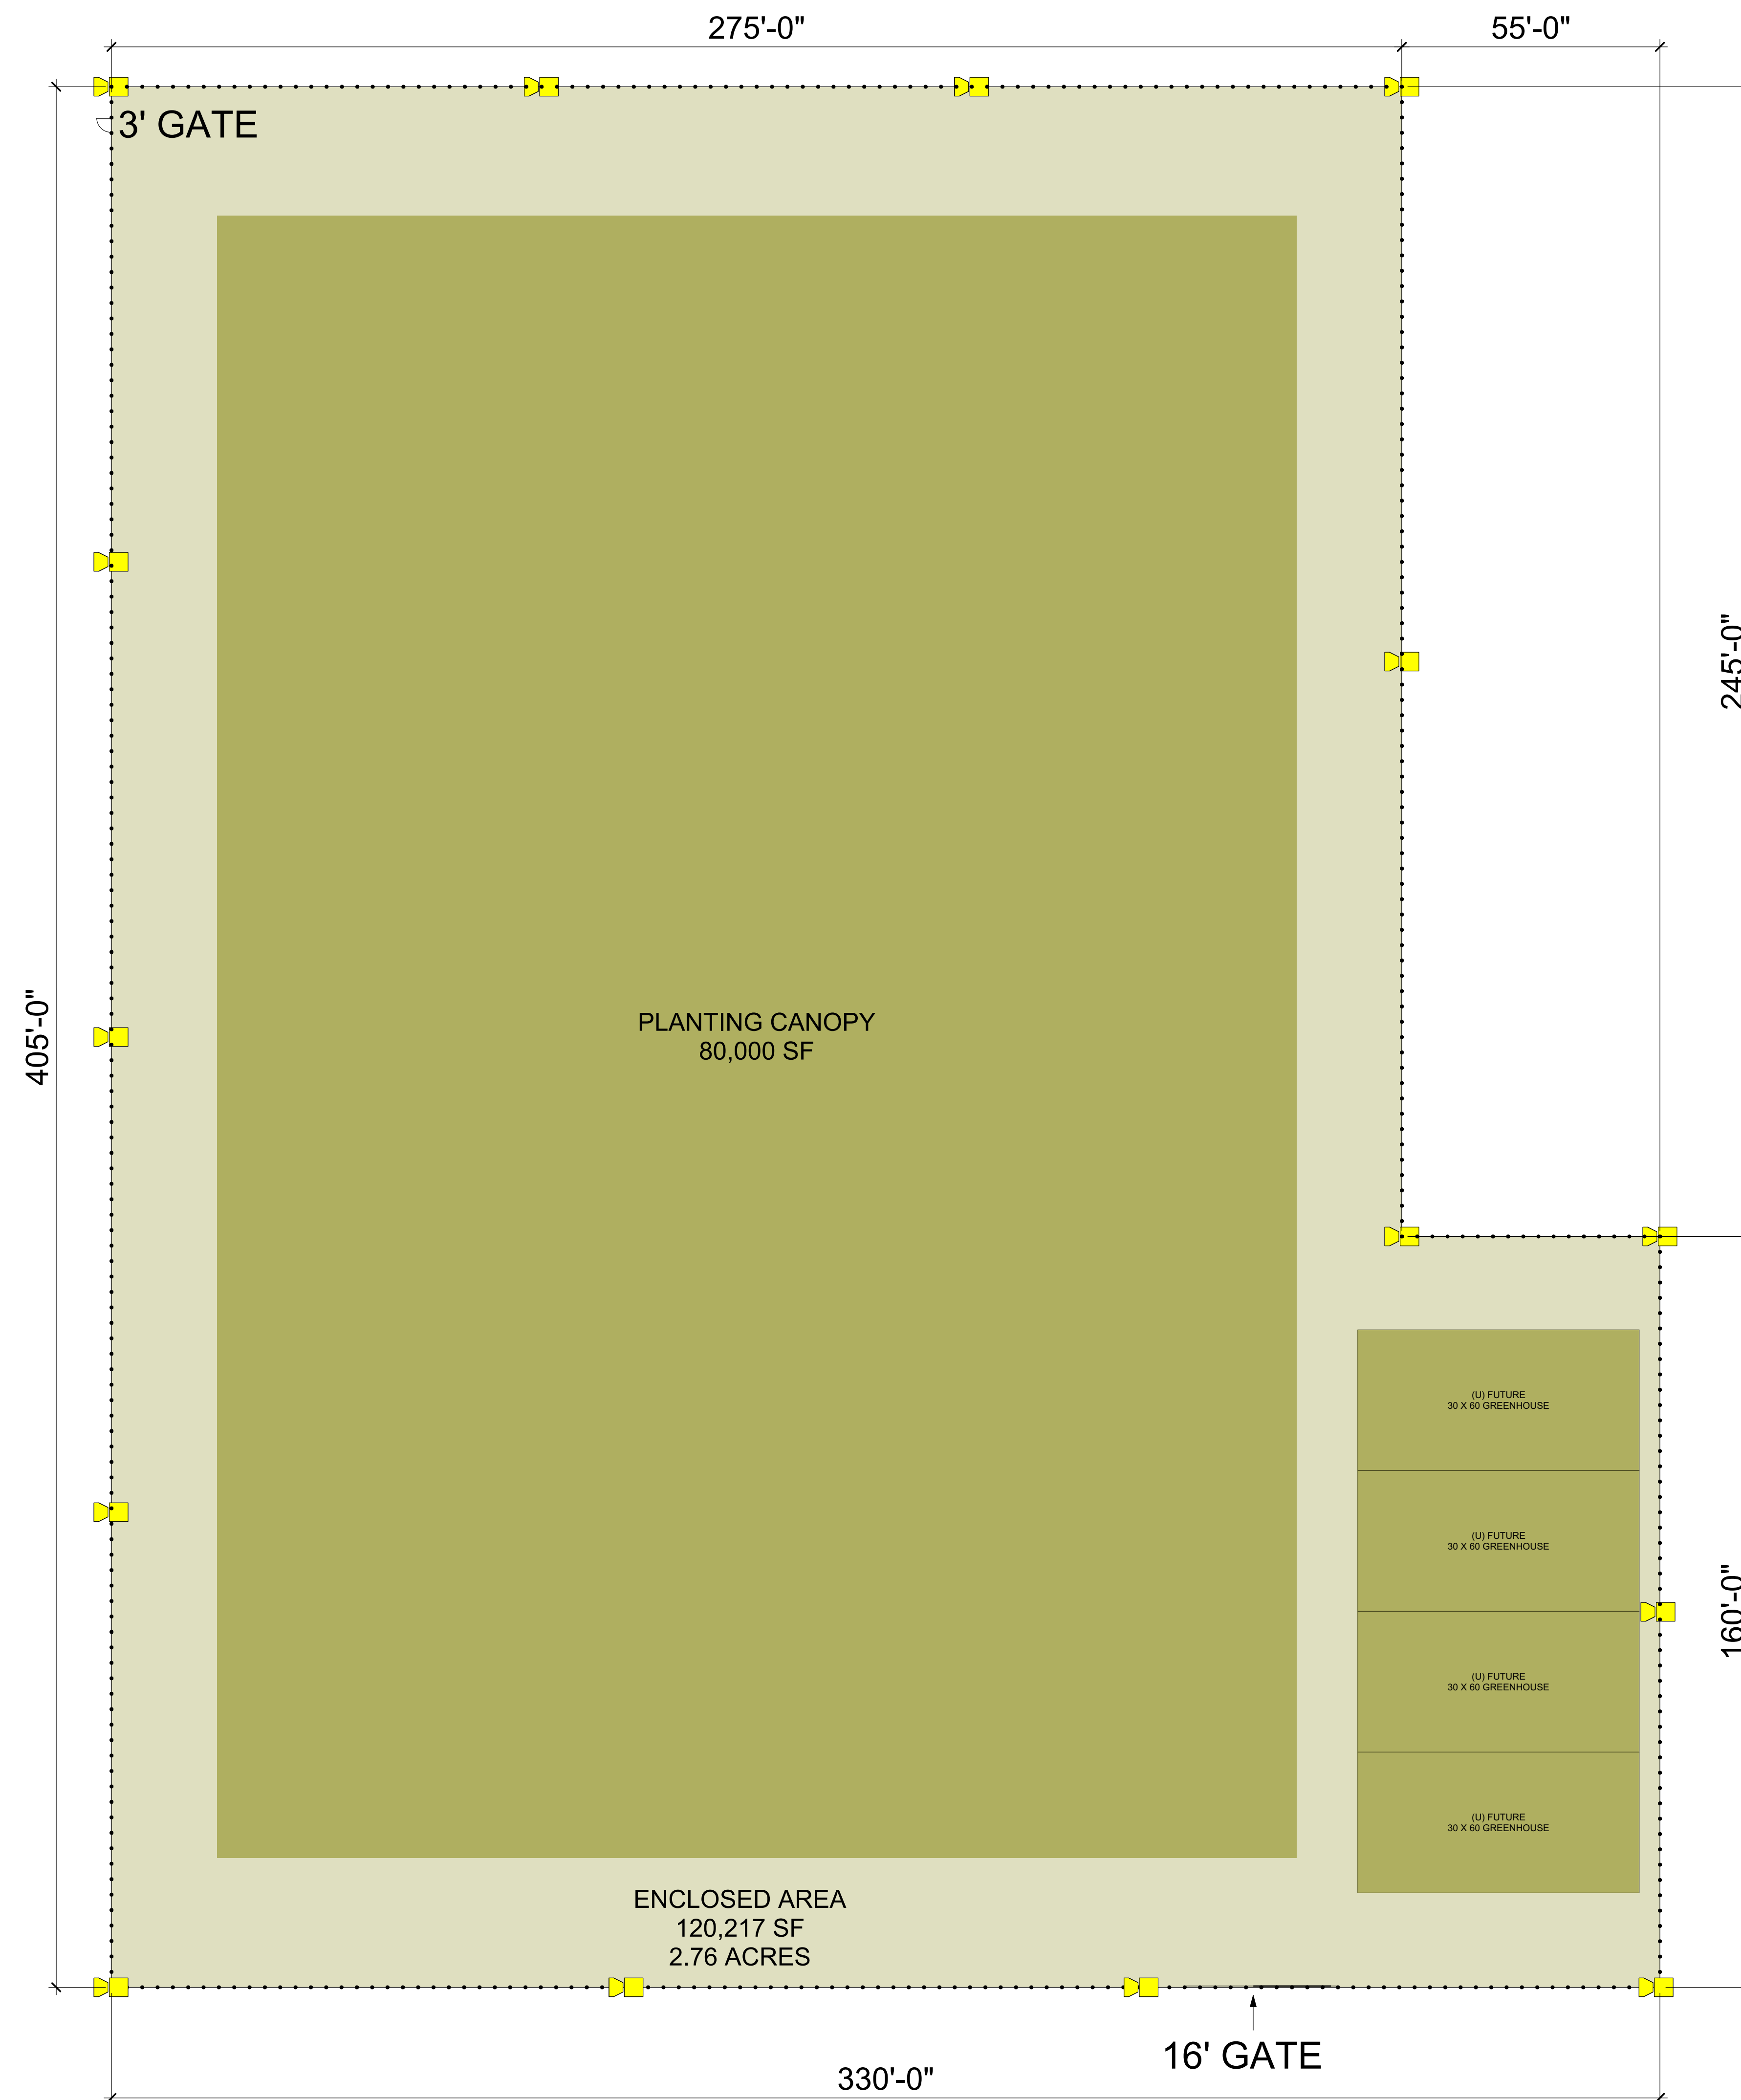 275'-0"
55'-0"
3' GATE
245'-0"
405'-0"
PLANTING CANOPY
80,000 SF
(U) FUTURE
30 X 60 GREENHOUSE
(U) FUTURE
30 X 60 GREENHOUSE
160'-0"
(U) FUTURE
30 X 60 GREENHOUSE
(U) FUTURE
30 X 60 GREENHOUSE
ENCLOSED AREA
120,217 SF
2.76 ACRES
16' GATE
330'-0"